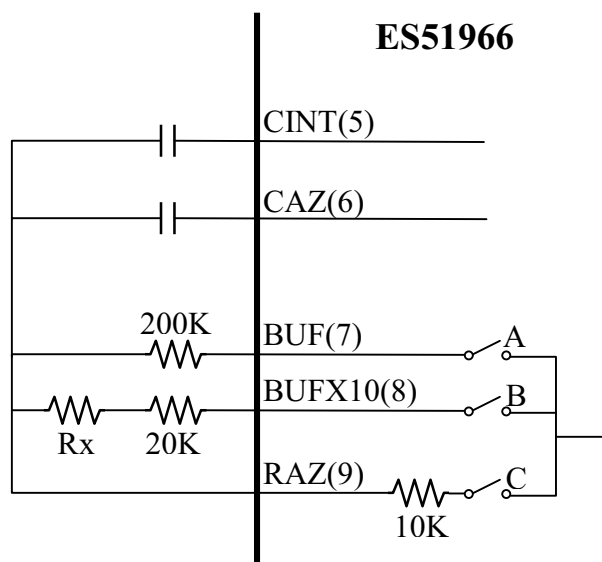 ES51966
CINT(5)
CAZ(6)
200K
BUF(7)
A
BUFX10(8)
B
Rx
20K
RAZ(9)
C
10K